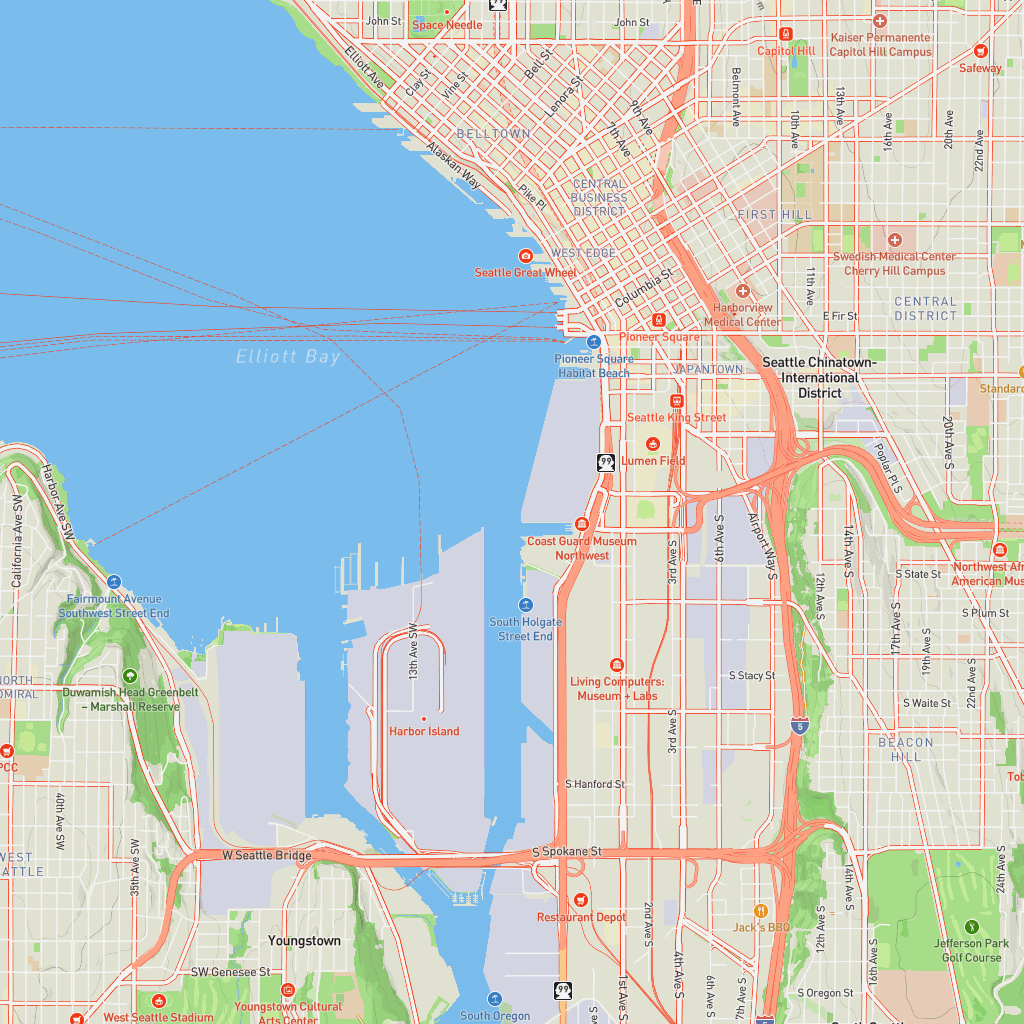 John St
Space Needle
99
John St
E
Kaiser Permanente
Capitol Hill Campus
Capitol Hill
Safeway
Elliott Ave
Clay St
Vine St
Bell St
Lenora St
9th Ave
7th Ave
Belmont Ave
10th Ave
13th Ave
16th Ave
20th Ave
22nd Ave
BELLTOWN
Alaskan Way
Pike Pl
CENTRAL
BUSINESS
DISTRICT
FIRST HILL
WEST EDGE
Swedish Medical Center
Cherry Hill Campus
Seattle Great Wheel
Columbia St
11th Ave
Harborview
Medical Center
CENTRAL
DISTRICT
E Fir St
Pioneer Square
Elliott Bay
Pioneer Square
Habitat Beach
JAPANTOWN
Seattle Chinatown-
International
District
Standard
Seattle King Street
20th Ave S
Lumen Field
99
Poplar Pl S
Harbor Ave SW
California Ave SW
Coast Guard Museum
Northwest
3rd Ave S
6th Ave S
Airport Way S
14th Ave S
Northwest Afr
American Muse
S State St
12th Ave S
Fairmount Avenue
Southwest Street End
South Holgate
Street End
S Plum St
17th Ave S
19th Ave S
22nd Ave S
13th Ave SW
NORTH
DMIRAL
Duwamish Head Greenbelt
– Marshall Reserve
Living Computers:
Museum + Labs
S Stacy St
S Waite St
Harbor Island
3rd Ave S
5
BEACON
HILL
PCC
Tob
S Hanford St
40th Ave SW
35th Ave SW
WEST
EATTLE
W Seattle Bridge
S Spokane St
14th Ave S
24th Ave S
Restaurant Depot
Jack's BBQ
2nd Ave S
12th Ave S
16th Ave S
Jefferson Park
Golf Course
Youngstown
SW Genesee St
1st Ave S
4th Ave S
6th Ave S
7th Ave S
S Oregon St
99
West Seattle Stadium
Youngstown Cultural
Arts Center
South Oregon
5